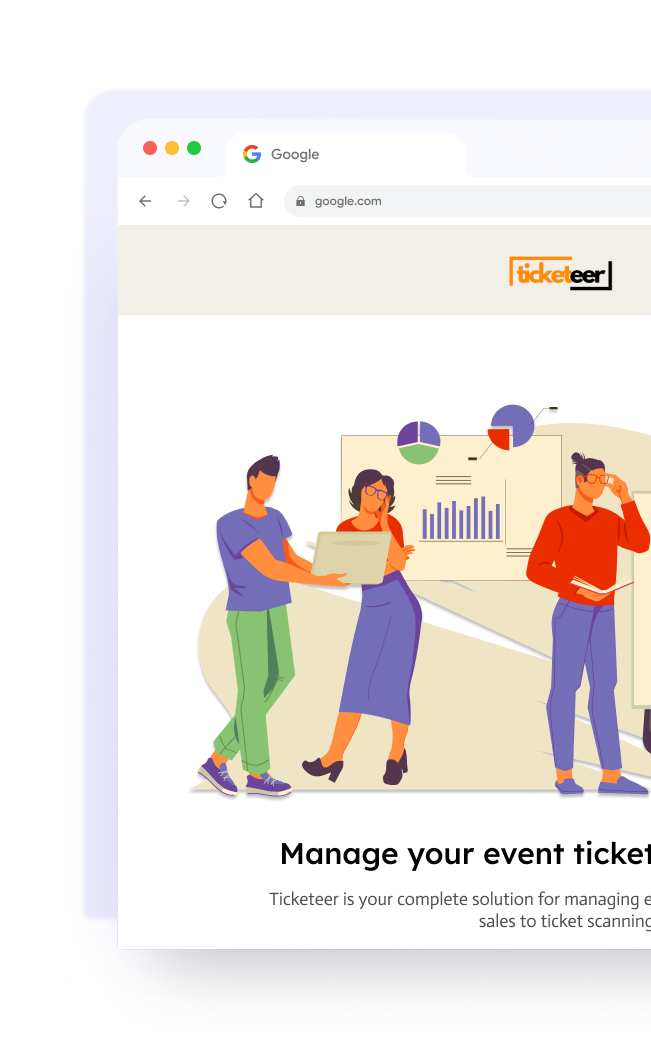 Google
google.com
ticketeer
Manage your event ticket
Ticketeer is your complete solution for managing e
sales to ticket scanning